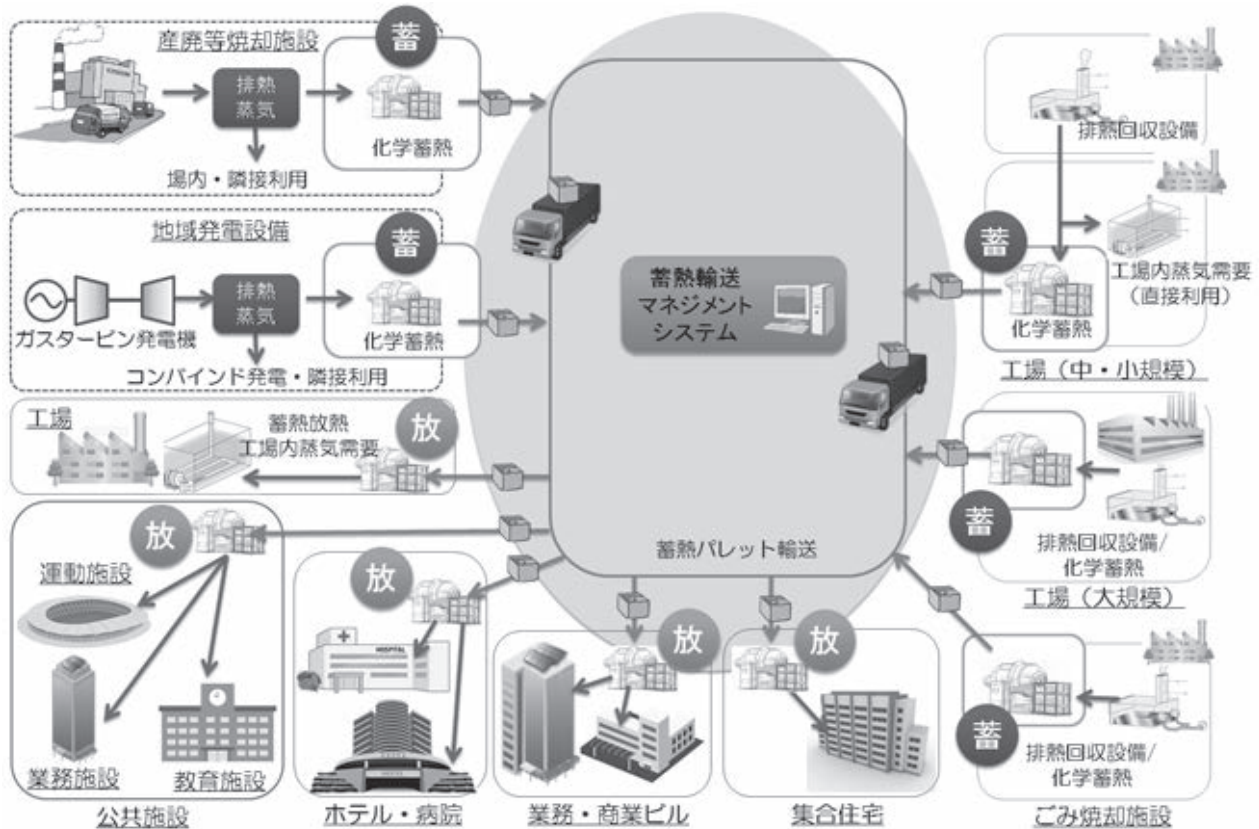 産廃等焼却施設
蓄
排熱
蒸気
化学蓄熱
場内・隣接利用
地域発電設備
蓄
排熱
蒸気
ガスタービン発電機
化学蓄熱
コンバインド発電・隣接利用
工場
蓄熱放熱
工場内蒸気需要
放
放
運動施設
業務施設
教育施設
公共施設
放
HOSPITAL
ホテル・病院
放
業務・商業ビル
放
集合住宅
蓄熱輸送
マネジメント
システム
蓄熱パレット輸送
排熱回収設備
蓄
工場内蒸気需要
（直接利用）
化学蓄熱
工場（中・小規模）
蓄
排熱回収設備/
化学蓄熱
工場（大規模）
蓄
排熱回収設備/
化学蓄熱
ごみ焼却施設